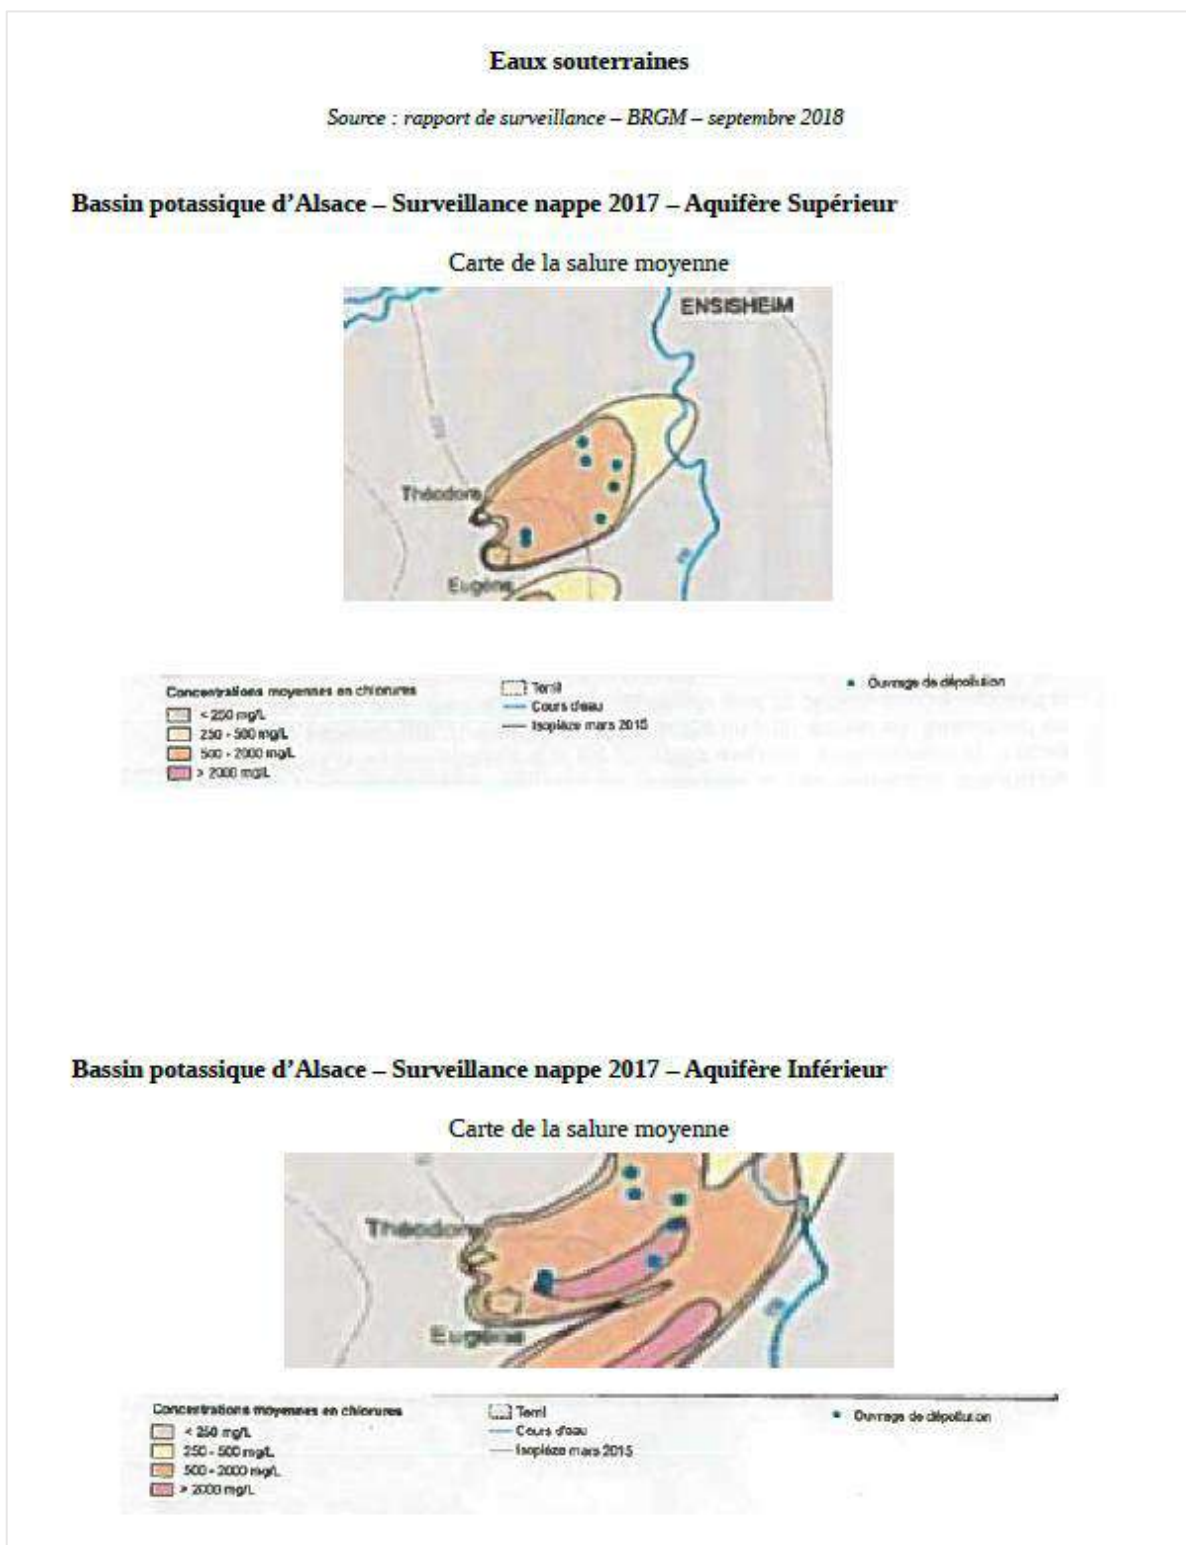 Eaux souterraines
Source : rapport de surveillance – BRGM – septembre 2018
Bassin potassique d’Alsace – Surveillance nappe 2017 – Aquifère Supérieur
Carte de la salure moyenne
ENSISHEIM
Théodore
Eugène
Concentrations moyennes en chlorures
< 250 mg/L
250 - 500 mg/L
500 - 2000 mg/L
> 2000 mg/L
Terril
Cours d'eau
Isopièze mars 2015
Ouvrage de dépollution
Bassin potassique d’Alsace – Surveillance nappe 2017 – Aquifère Inférieur
Carte de la salure moyenne
Théodore
Eugène
Concentrations moyennes en chlorures
< 250 mg/L
250 - 500 mg/L
500 - 2000 mg/L
> 2000 mg/L
Terril
Cours d'eau
Isopièze mars 2015
Ouvrage de dépollution